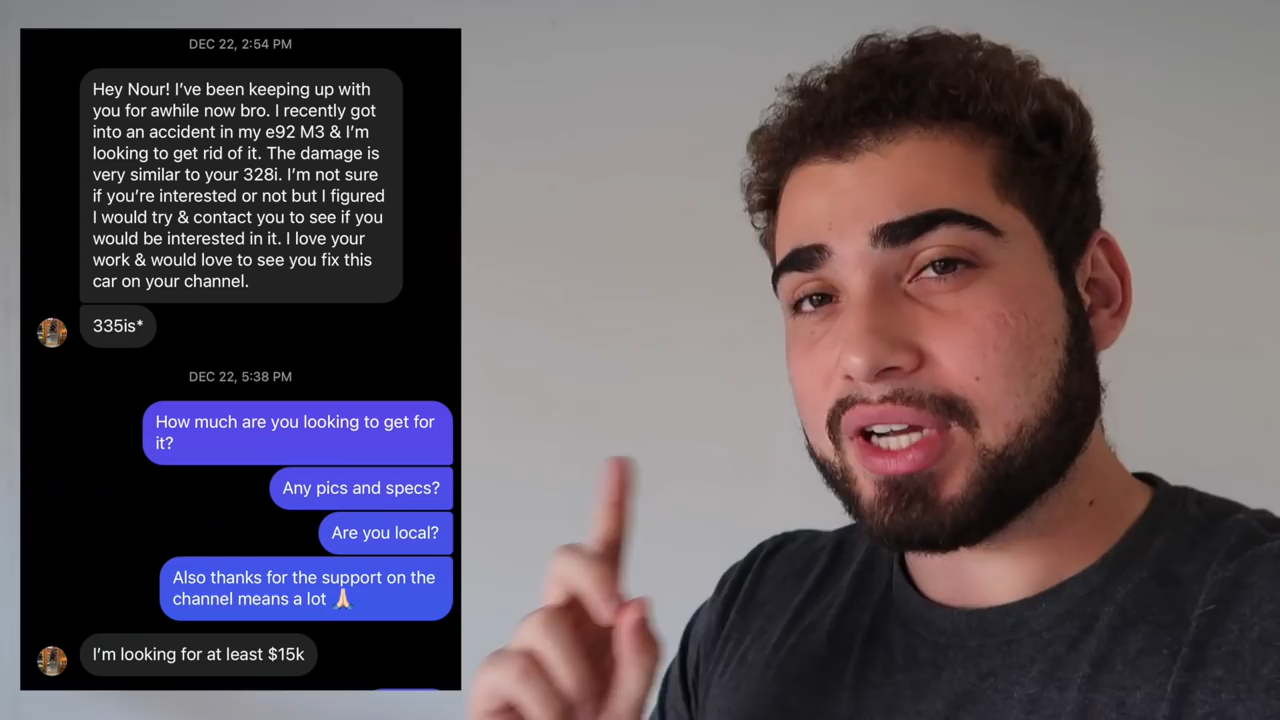 DEC 22, 2:54 PM
Hey Nour! I’ve been keeping up with
you for awhile now bro. I recently got
into an accident in my e92 M3 & I’m
looking to get rid of it. The damage is
very similar to your 328i. I’m not sure
if you’re interested or not but I figured
I would try & contact you to see if you
would be interested in it. I love your
work & would love to see you fix this
car on your channel.
335is*
DEC 22, 5:38 PM
How much are you looking to get for
it?
Any pics and specs?
Are you local?
Also thanks for the support on the
channel means a lot 🙏🏻
I’m looking for at least $15k